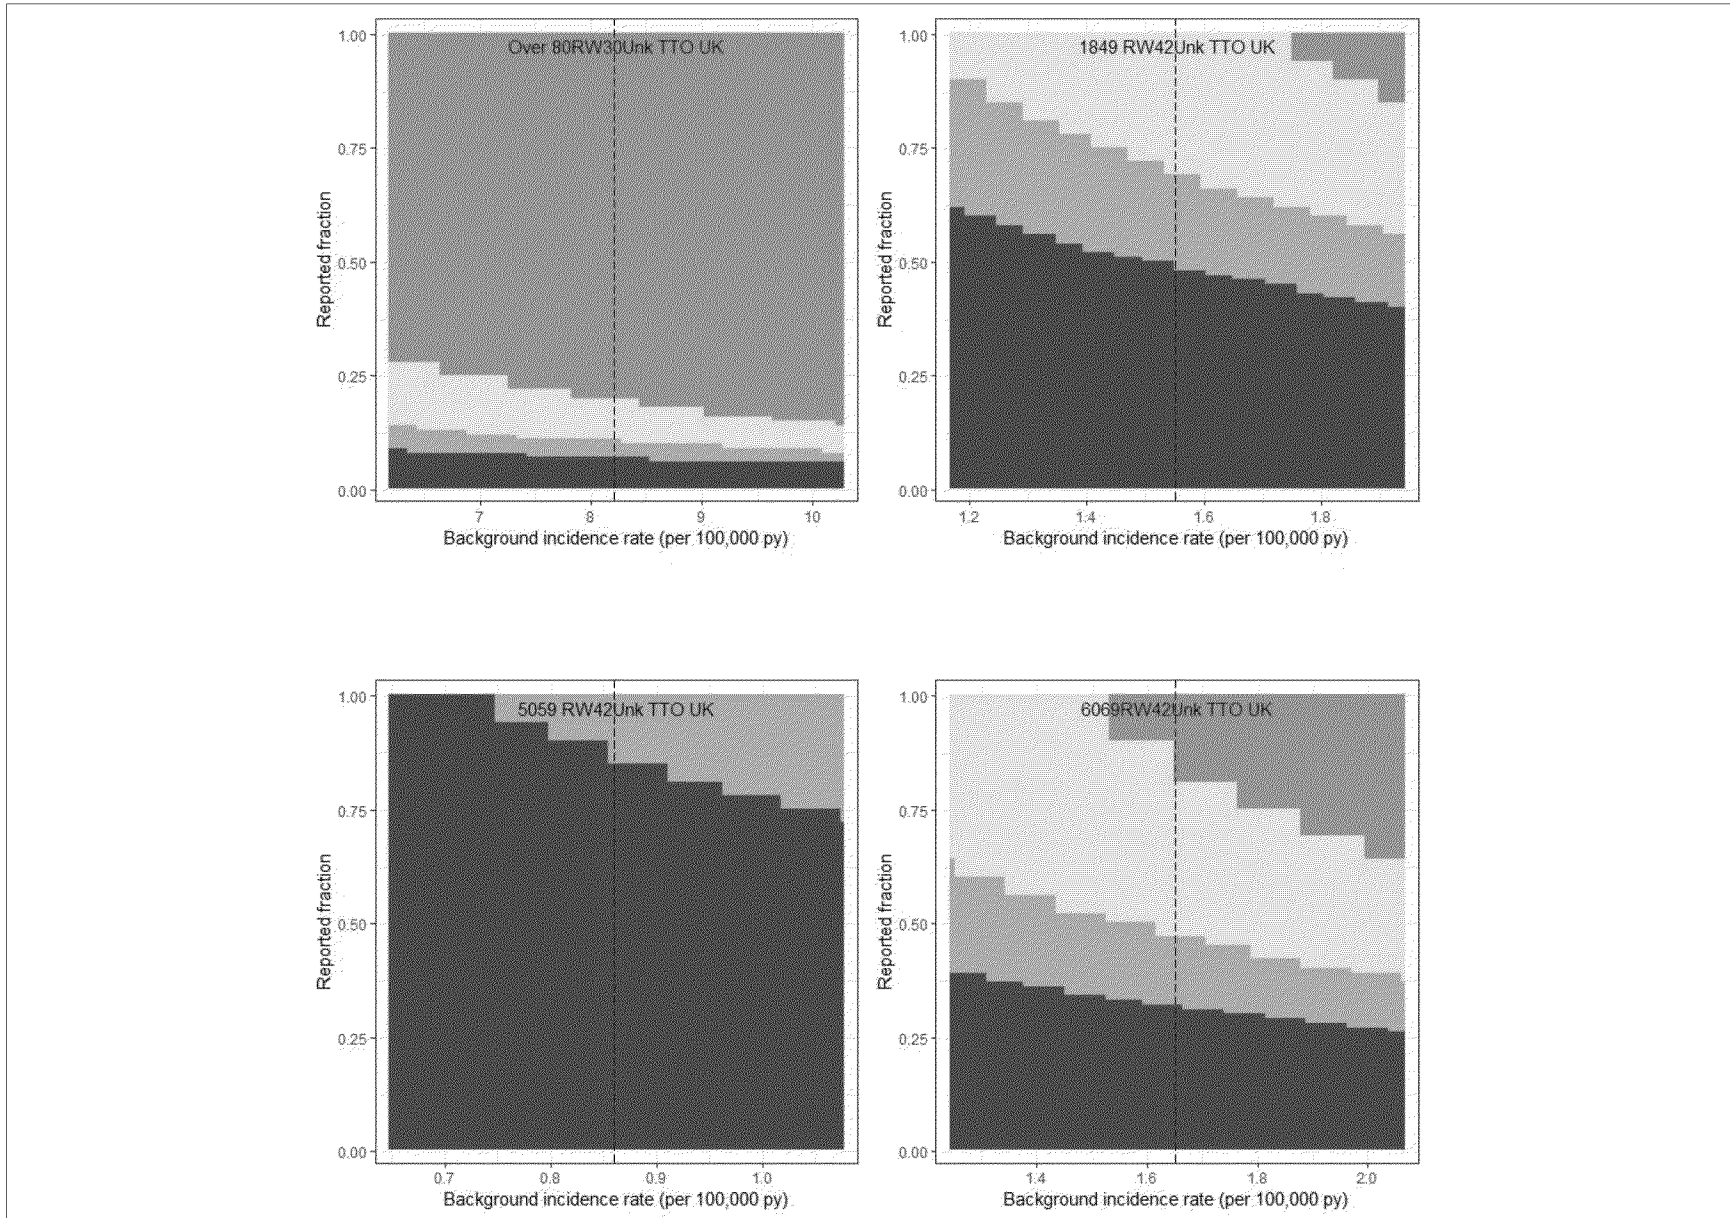 Over 80RW30Unk TTO UK
1.00
0.75
0.50
0.25
0.00
Reported fraction
7 8 9 10
Background incidence rate (per 100,000 py)
1849 RW42Unk TTO UK
1.00
0.75
0.50
0.25
0.00
Reported fraction
1.2 1.4 1.6 1.8
Background incidence rate (per 100,000 py)
5059 RW42Unk TTO UK
1.00
0.75
0.50
0.25
0.00
Reported fraction
0.7 0.8 0.9 1.0
Background incidence rate (per 100,000 py)
6069RW42Unk TTO UK
1.00
0.75
0.50
0.25
0.00
Reported fraction
1.4 1.6 1.8 2.0
Background incidence rate (per 100,000 py)